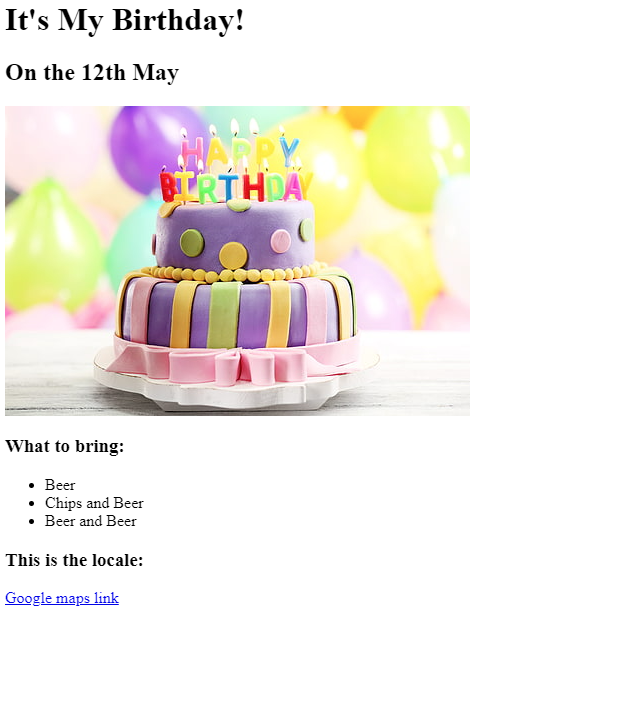 It's My Birthday!
On the 12th May
HAPPY
BIRTHDAY
What to bring:
Beer
Chips and Beer
Beer and Beer
This is the locale:
Google maps link